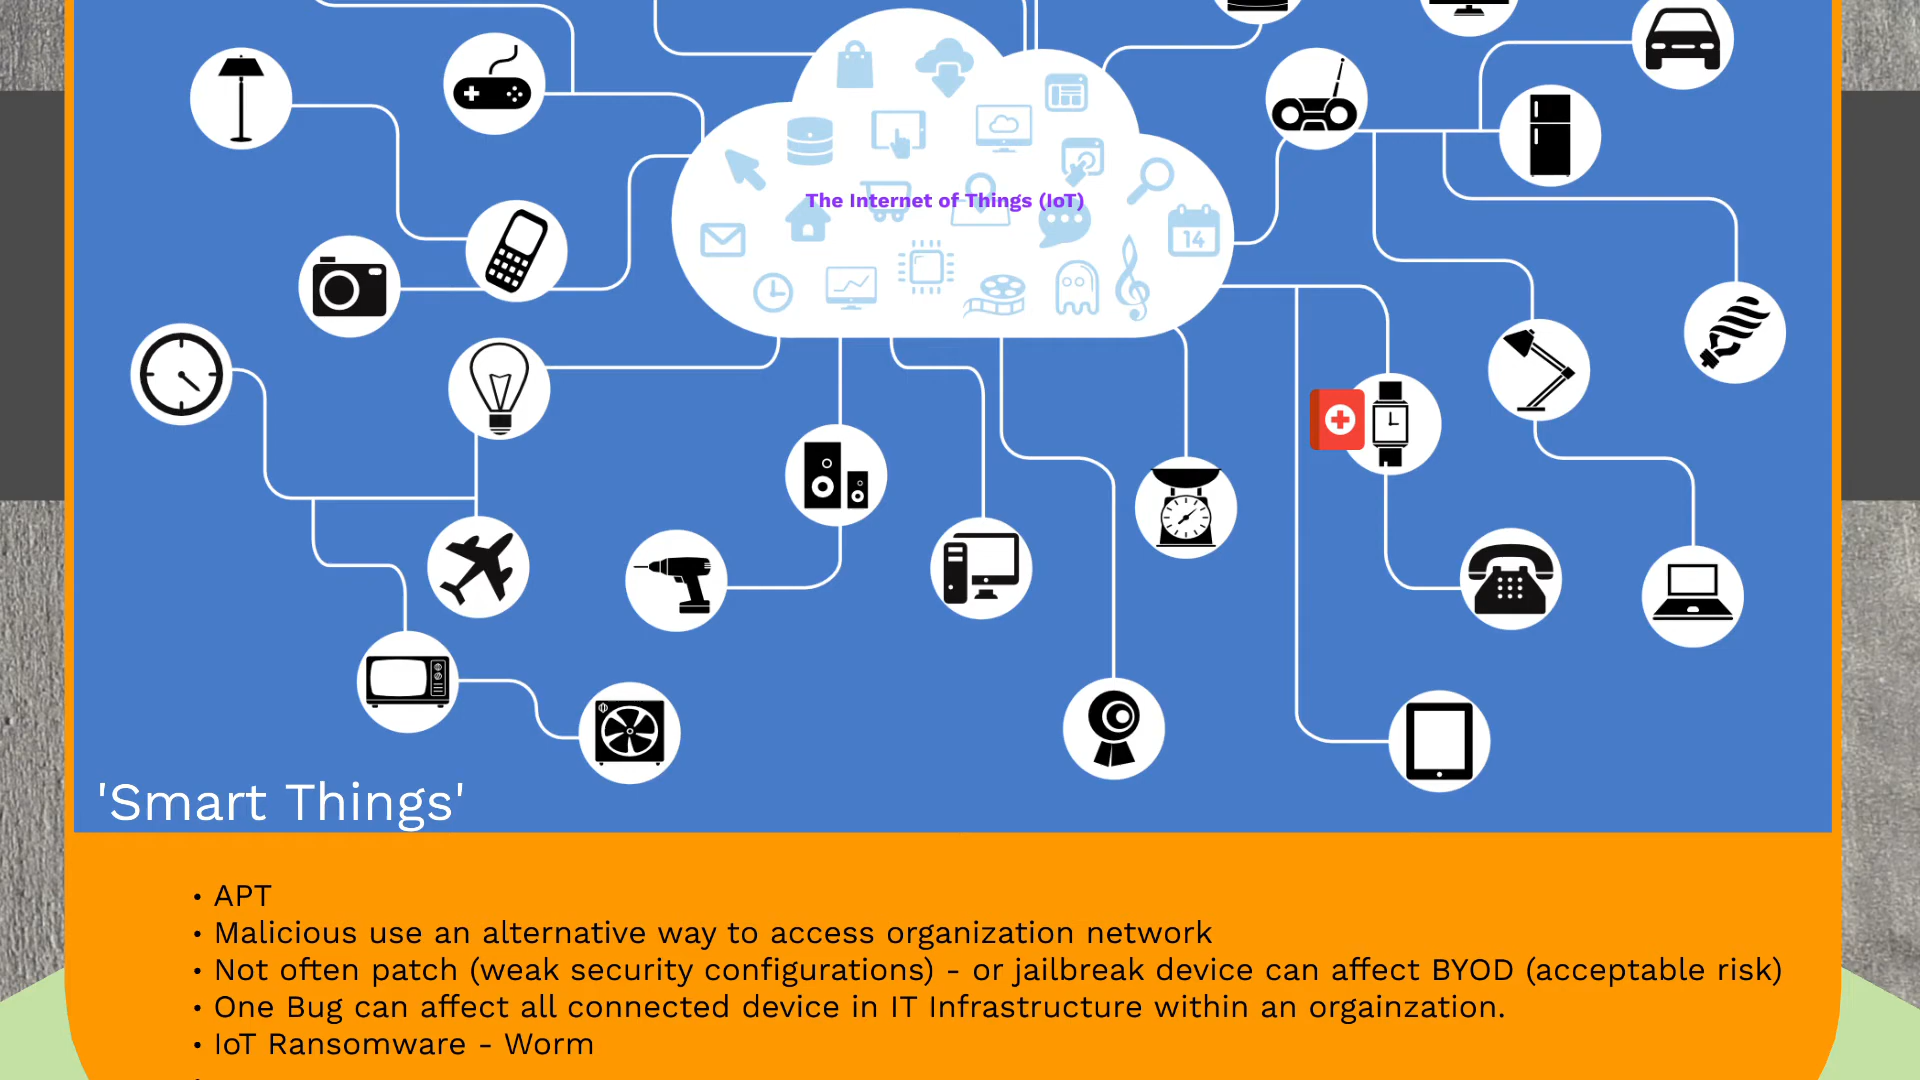 The Internet of Things (IoT)
14
'Smart Things'
• APT
• Malicious use an alternative way to access organization network
• Not often patch (weak security configurations) - or jailbreak device can affect BYOD (acceptable risk)
• One Bug can affect all connected device in IT Infrastructure within an orgainzation.
• IoT Ransomware - Worm